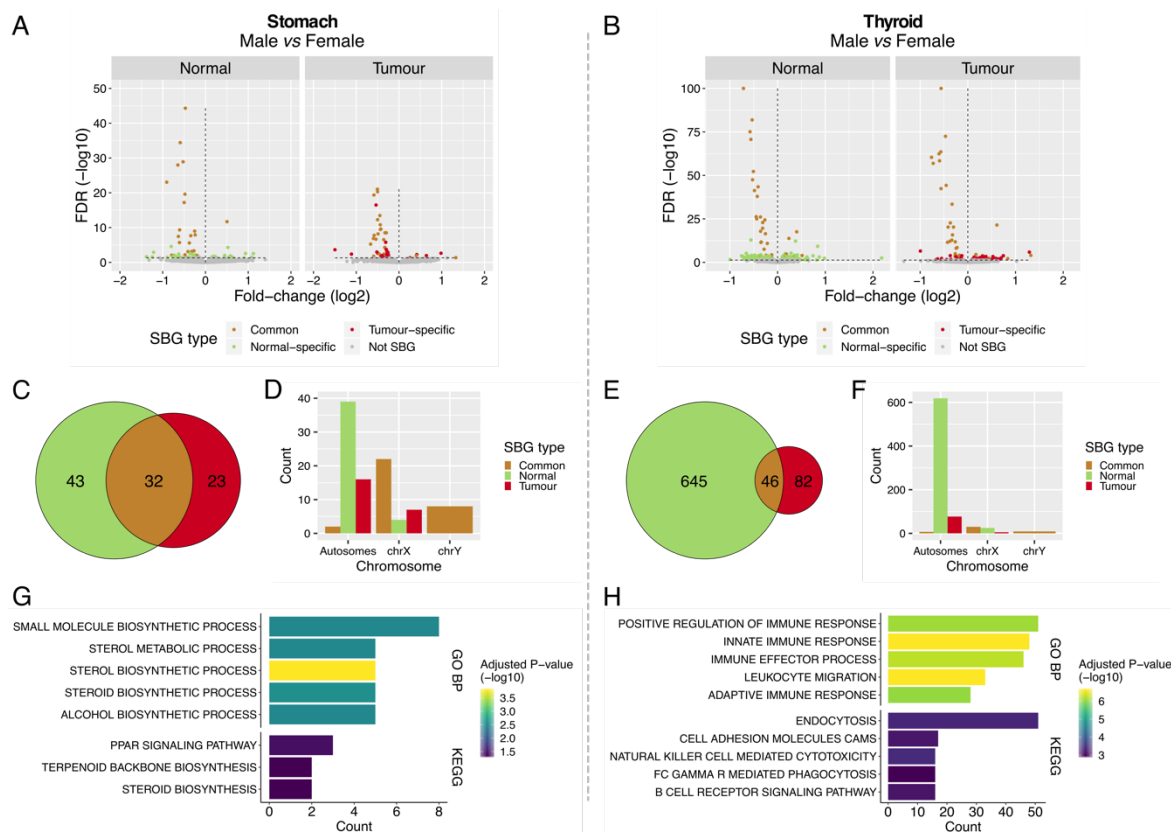 A
Stomach
Male vs Female
Normal
Tumour
50
40
30
20
10
0
FDR (−log10)
−2
−1
0
1
2
−2
−1
0
1
2
Fold−change (log2)
SBG type
Common
Normal−specific
Tumour−specific
Not SBG
B
Thyroid
Male vs Female
Normal
Tumour
100
75
50
25
0
FDR (−log10)
−1
0
1
2
−1
0
1
2
Fold−change (log2)
SBG type
Common
Normal−specific
Tumour−specific
Not SBG
C
43
32
23
D
40
30
20
10
0
Count
Autosomes
chrX
chrY
Chromosome
SBG type
Common
Normal
Tumour
E
645
46
82
F
600
400
200
0
Count
Autosomes
chrX
chrY
Chromosome
SBG type
Common
Normal
Tumour
G
SMALL MOLECULE BIOSYNTHETIC PROCESS
STEROL METABOLIC PROCESS
STEROL BIOSYNTHETIC PROCESS
STEROID BIOSYNTHETIC PROCESS
ALCOHOL BIOSYNTHETIC PROCESS
GO BP
PPAR SIGNALING PATHWAY
TERPENOID BACKBONE BIOSYNTHESIS
STEROID BIOSYNTHESIS
KEGG
0
2
4
6
8
Count
Adjusted P−value
(−log10)
3.5
3.0
2.5
2.0
1.5
H
POSITIVE REGULATION OF IMMUNE RESPONSE
INNATE IMMUNE RESPONSE
IMMUNE EFFECTOR PROCESS
LEUKOCYTE MIGRATION
ADAPTIVE IMMUNE RESPONSE
GO BP
ENDOCYTOSIS
CELL ADHESION MOLECULES CAMS
NATURAL KILLER CELL MEDIATED CYTOTOXICITY
FC GAMMA R MEDIATED PHAGOCYTOSIS
B CELL RECEPTOR SIGNALING PATHWAY
KEGG
0
10
20
30
40
50
Count
Adjusted P−value
(−log10)
6
5
4
3